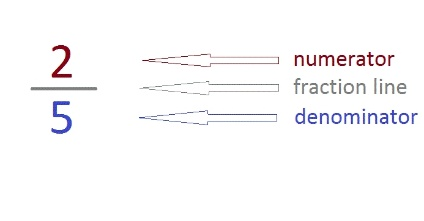 2 numerator
fraction line
5 denominator